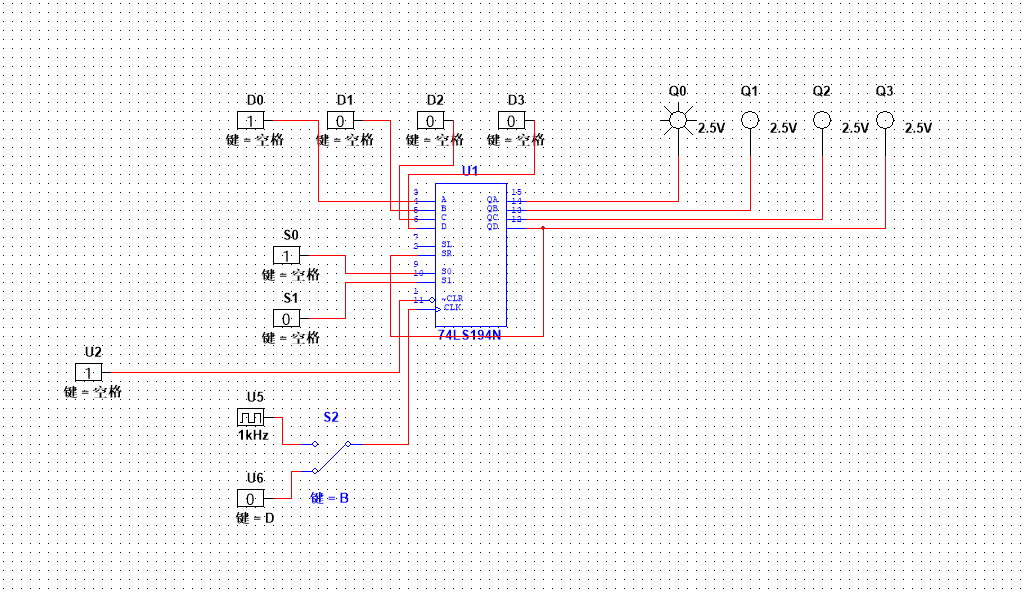 D0 D1 D2 D3
1 0 0 0
键 = 空格 键 = 空格 键 = 空格 键 = 空格
Q0 Q1 Q2 Q3
2.5V 2.5V 2.5V 2.5V
U1
3 A QA 15
4 B QB 14
5 C QC 13
6 D QD 12
7 SL
2 SR
9 S0
10 S1
1 ~CLR
11 CLK
74LS194N
S0
1
键 = 空格
S1
0
键 = 空格
U2
1
键 = 空格
U5
1kHz
S2
键 = B
U6
0
键 = D